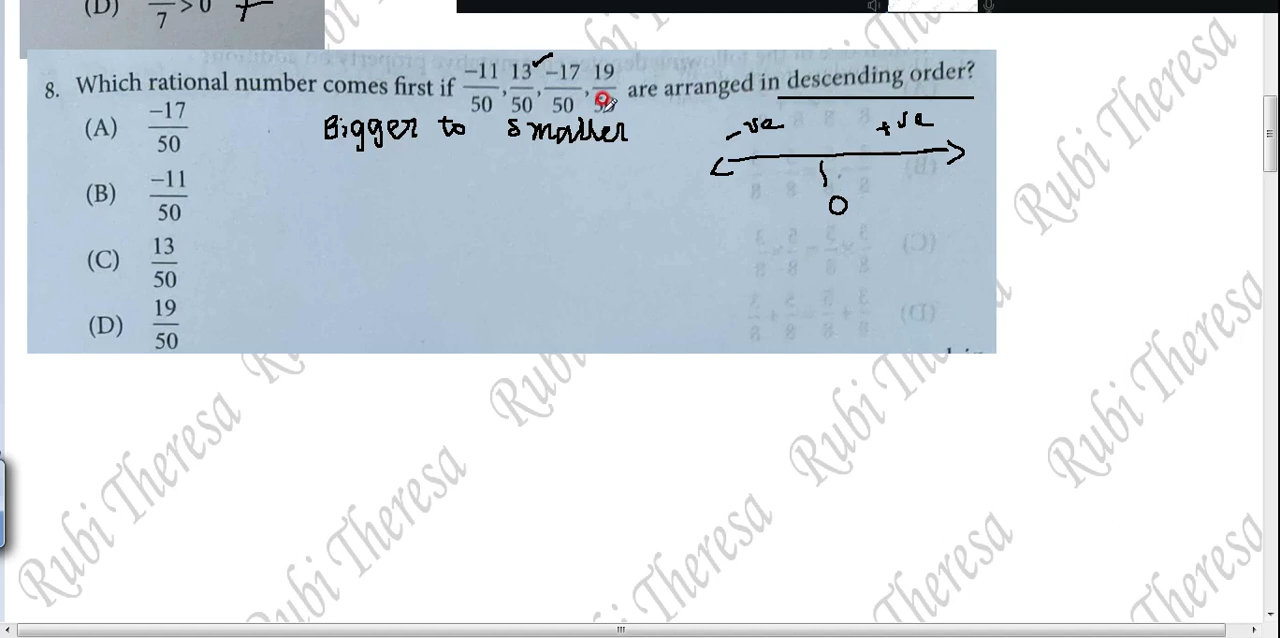 (D) 7 > 0
8. Which rational number comes first if -11/50, 13/50, -17/50, 19/50 are arranged in descending order?
(A) -17/50
Bigger to smaller
-ve +ve
0
(B) -11/50
(C) 13/50
(D) 19/50
Rubi Theresa
Rubi Theresa
Rubi Theresa
Rubi Theresa
Rubi Theresa
Rubi Theresa
Rubi Theresa
Theresa
Theresa